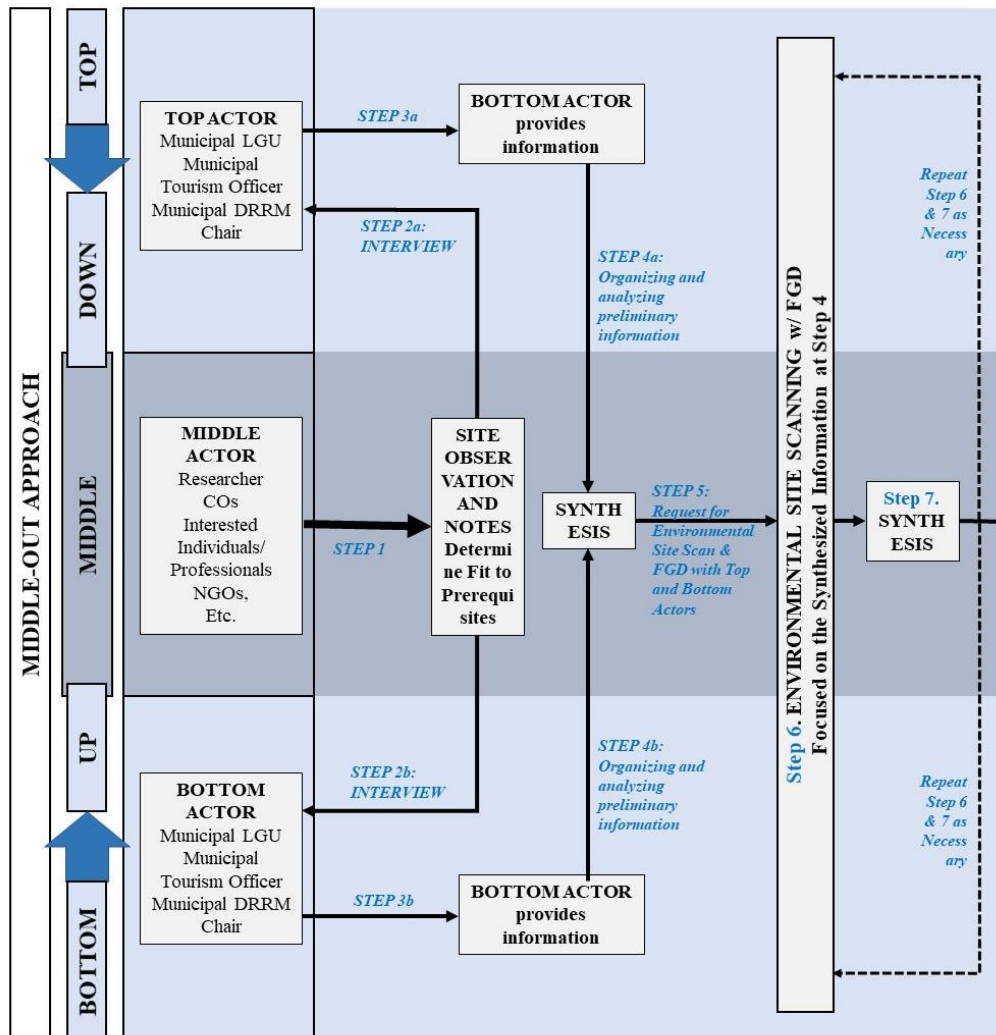 MIDDLE-OUT APPROACH
TOP
DOWN
MIDDLE
UP
BOTTOM
TOP ACTOR
Municipal LGU
Municipal
Tourism Officer
Municipal DRRM
Chair
STEP 3a
BOTTOM ACTOR
provides
information
STEP 2a:
INTERVIEW
STEP 4a:
Organizing and
analyzing
preliminary
information
MIDDLE
ACTOR
Researcher
COs
Interested
Individuals/
Professionals
NGOs,
Etc.
STEP 1
SITE
OBSER
VATION
AND
NOTES
Determi
ne Fit to
Prerequi
sites
SYNTH
ESIS
STEP 5:
Request for
Environmental
Site Scan &
FGD with Top
and Bottom
Actors
Step 6. ENVIRONMENTAL SITE SCANNING w/ FGD
Focused on the Synthesized Information at Step 4
Step 7.
SYNTH
ESIS
Repeat
Step 6
& 7 as
Necess
ary
STEP 2b:
INTERVIEW
BOTTOM
ACTOR
Municipal LGU
Municipal
Tourism Officer
Municipal DRRM
Chair
STEP 3b
BOTTOM ACTOR
provides
information
STEP 4b:
Organizing and
analyzing
preliminary
information
Repeat
Step 6
& 7 as
Necess
ary